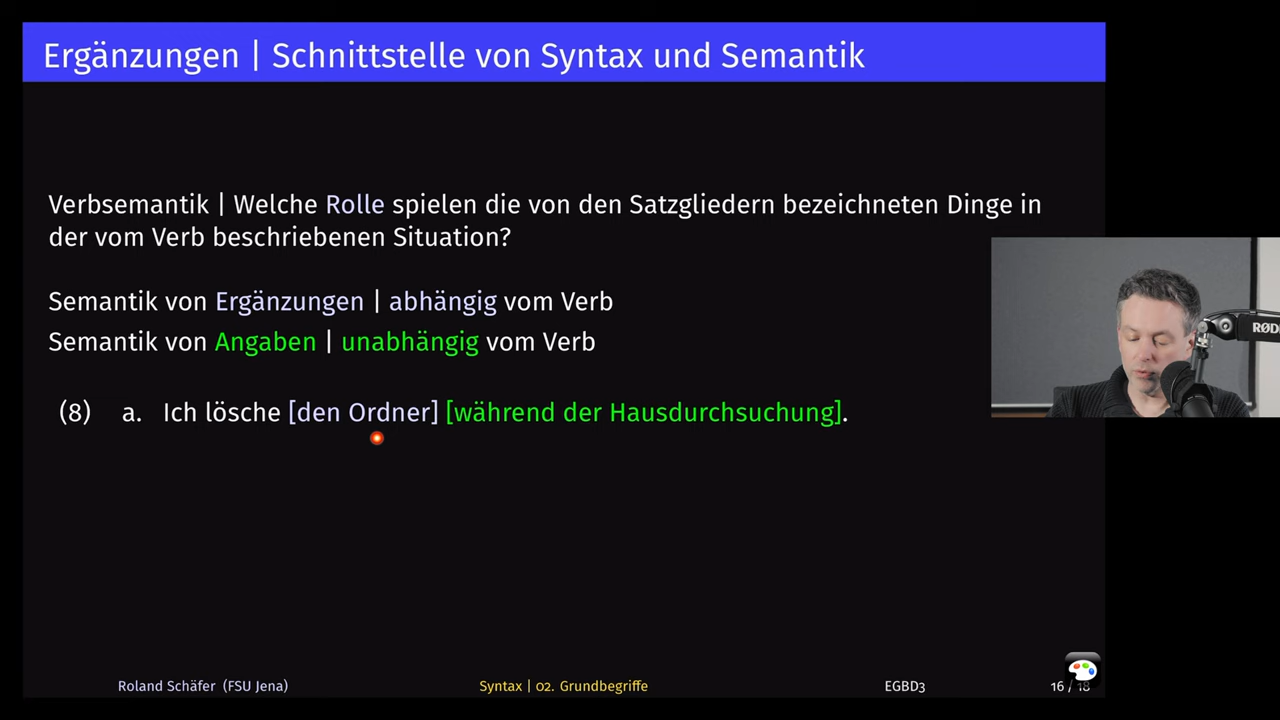 Ergänzungen | Schnittstelle von Syntax und Semantik
Verbsemantik | Welche Rolle spielen die von den Satzgliedern bezeichneten Dinge in
der vom Verb beschriebenen Situation?
Semantik von Ergänzungen | abhängig vom Verb
Semantik von Angaben | unabhängig vom Verb
(8) a. Ich lösche [den Ordner] [während der Hausdurchsuchung].
RØD
Roland Schäfer (FSU Jena) Syntax | 02. Grundbegriffe EGBD3 16 / 18